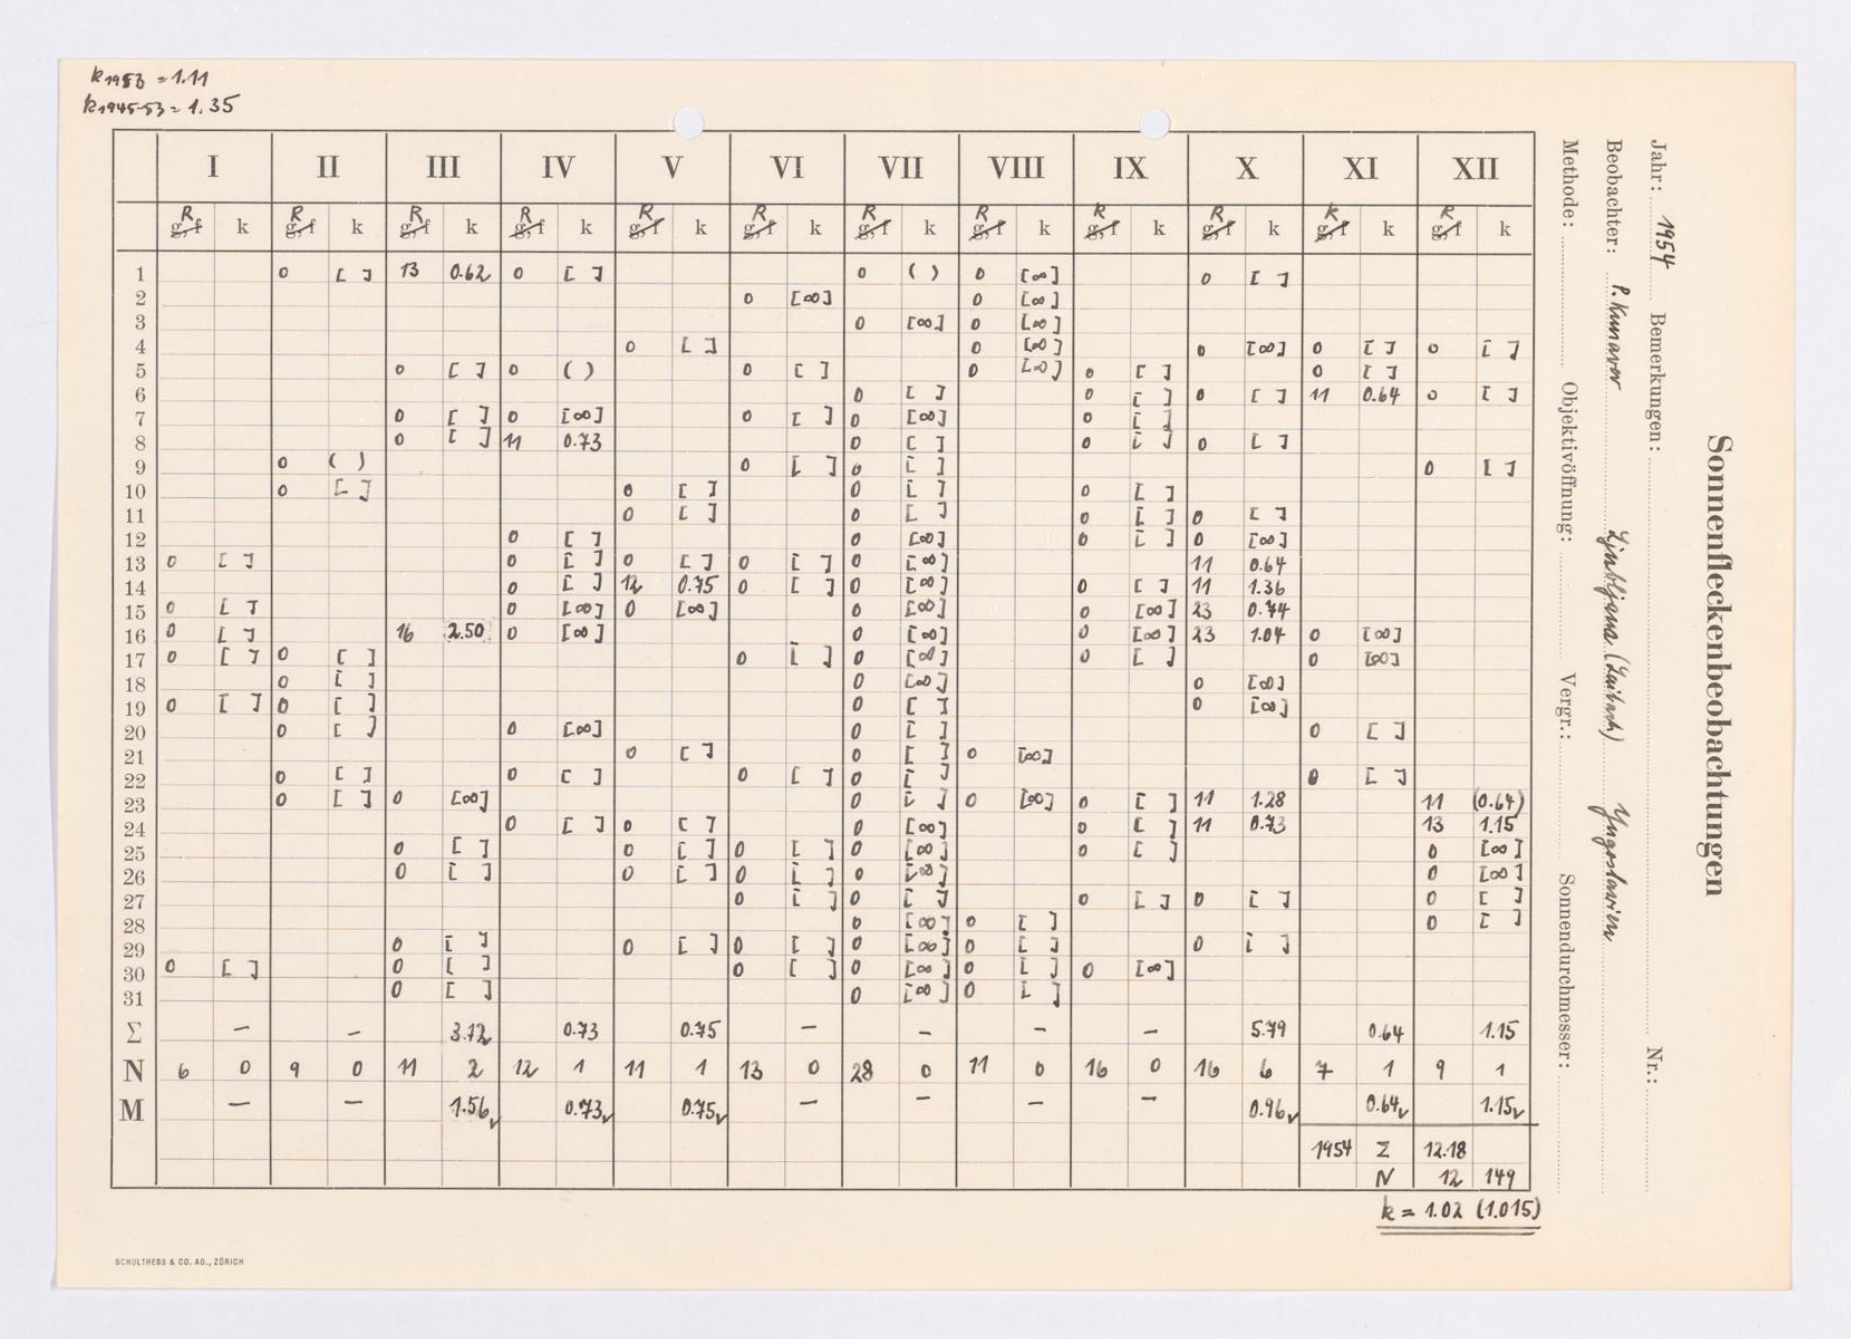 k1953 = 1.11
k1945-53 = 1.35
I II III IV V VI VII VIII IX X XI XII
R g,f k R g,f k R g,f k R g,f k R g,f k R g,f k R g,f k R g,f k R g,f k R g,f k R g,f k R g,f k
1 0 [ ] 13 0.62 0 [ ] 0 ( ) 0 [∞] 0 [ ]
2 0 [∞] 0 [∞]
3 0 [∞] 0 [∞]
4 0 [ ] 0 [∞] 0 [∞] 0 [ ] 0 [ ]
5 0 [ ] 0 ( ) 0 [ ] 0 [∞] 0 [ ] 0 [ ]
6 0 [ ] 0 [ ] 0 [ ] 11 0.64 0 [ ]
7 0 [ ] 0 [∞] 0 [ ] 0 [∞] 0 [ ]
8 0 [ ] 11 0.73 0 [ ] 0 [ ] 0 [ ]
9 0 ( ) 0 [ ] 0 [ ] 0 [ ]
10 0 [ ] 0 [ ] 0 [ ] 0 [ ]
11 0 [ ] 0 [ ] 0 [ ] 0 [ ]
12 0 [ ] 0 [∞] 0 [ ] 0 [∞]
13 0 [ ] 0 [ ] 0 [ ] 0 [ ] 0 [∞] 11 0.64
14 0 [ ] 12 0.75 0 [ ] 0 [∞] 0 [ ] 11 1.36
15 0 [ ] 0 [∞] 0 [∞] 0 [∞] 0 [∞] 23 0.74
16 0 [ ] 16 2.50 0 [∞] 0 [∞] 0 [∞] 23 1.04 0 [∞]
17 0 [ ] 0 [ ] 0 [ ] 0 [∞] 0 [ ] 0 [∞]
18 0 [ ] 0 [∞] 0 [∞]
19 0 [ ] 0 [ ] 0 [ ] 0 [∞]
20 0 [ ] 0 [∞] 0 [ ] 0 [ ]
21 0 [ ] 0 [ ] 0 [∞]
22 0 [ ] 0 [ ] 0 [ ] 0 [ ] 0 [ ]
23 0 [ ] 0 [∞] 0 [ ] 0 [∞] 0 [ ] 11 1.28 11 (0.64)
24 0 [ ] 0 [ ] 0 [∞] 0 [ ] 11 0.73 13 1.15
25 0 [ ] 0 [ ] 0 [ ] 0 [∞] 0 [ ] 0 [∞]
26 0 [ ] 0 [ ] 0 [ ] 0 [∞] 0 [∞]
27 0 [ ] 0 [ ] 0 [ ] 0 [ ] 0 [ ]
28 0 [∞] 0 [ ] 0 [ ]
29 0 [ ] 0 [ ] 0 [ ] 0 [∞] 0 [ ] 0 [ ]
30 0 [ ] 0 [ ] 0 [ ] 0 [∞] 0 [ ] 0 [∞]
31 0 [ ] 0 [∞] 0 [ ]
Σ – – 3.12 0.73 0.75 – – – – 5.79 0.64 1.15
N 6 0 9 0 11 2 12 1 11 1 13 0 28 0 11 0 16 0 16 6 7 1 9 1
M – – 1.56 0.73 0.75 – – – – 0.96 0.64 1.15
1954 Σ 12.18
N 12 149
k = 1.02 (1.015)
SCHULTHESS & CO. AG., ZÜRICH
Sonnenfleckenbeobachtungen
Jahr: 1954 Bemerkungen: Nr.:
Beobachter: P. Kunaver Ljubljana (Laibach) Yugoslavien
Methode: Objektivöffnung: Vergr.: Sonnendurchmesser: